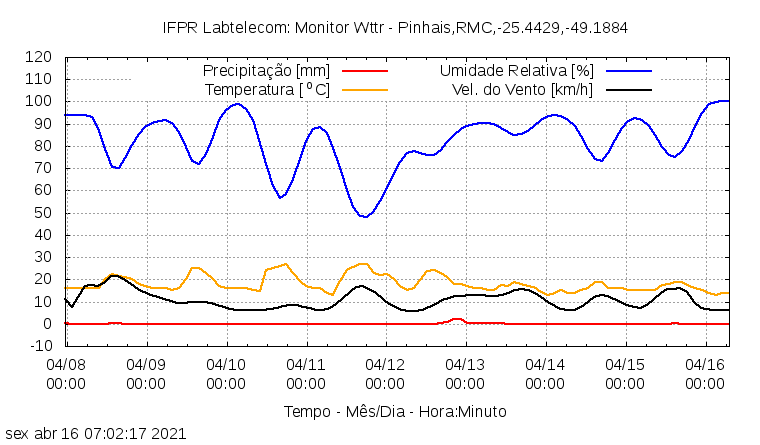 IFPR Labtelecom: Monitor Wttr - Pinhais,RMC,-25.4429,-49.1884
120
110
100
90
80
70
60
50
40
30
20
10
0
-10
Precipitação [mm] Umidade Relativa [%]
Temperatura [ ⁰C] Vel. do Vento [km/h]
04/08 04/09 04/10 04/11 04/12 04/13 04/14 04/15 04/16
00:00 00:00 00:00 00:00 00:00 00:00 00:00 00:00 00:00
Tempo - Mês/Dia - Hora:Minuto
sex abr 16 07:02:17 2021